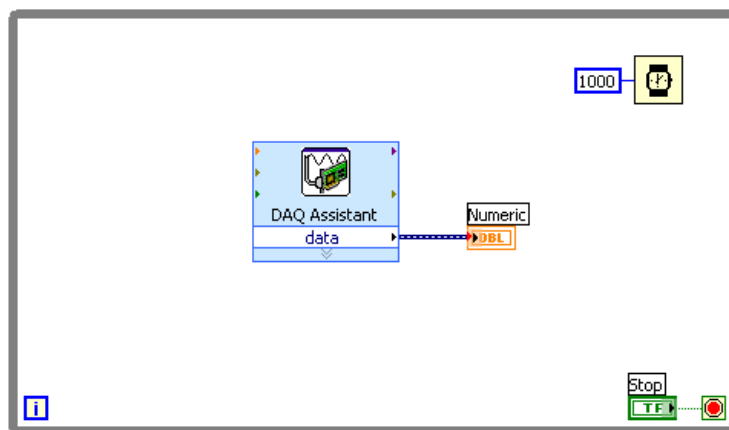 1000
DAQ Assistant
data
Numeric
DBL
Stop
TF
i